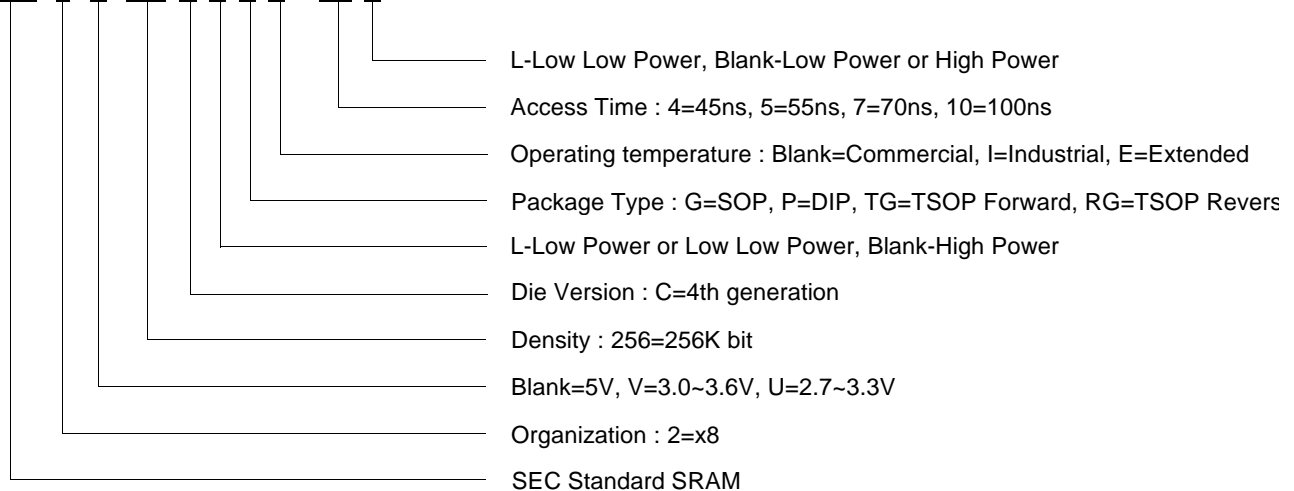 L-Low Low Power, Blank-Low Power or High Power
Access Time : 4=45ns, 5=55ns, 7=70ns, 10=100ns
Operating temperature : Blank=Commercial, I=Industrial, E=Extended
Package Type : G=SOP, P=DIP, TG=TSOP Forward, RG=TSOP Revers
L-Low Power or Low Low Power, Blank-High Power
Die Version : C=4th generation
Density : 256=256K bit
Blank=5V, V=3.0~3.6V, U=2.7~3.3V
Organization : 2=x8
SEC Standard SRAM